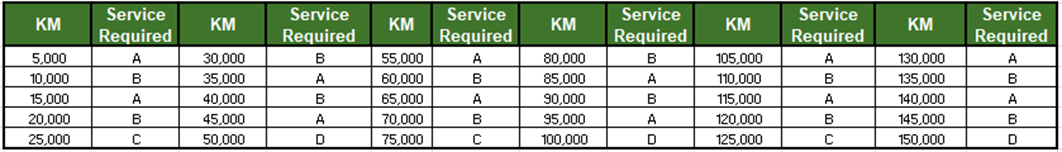 KM Service Required KM Service Required KM Service Required KM Service Required KM Service Required KM Service Required
5,000 A 30,000 B 55,000 A 80,000 B 105,000 A 130,000 A
10,000 B 35,000 A 60,000 B 85,000 A 110,000 B 135,000 B
15,000 A 40,000 B 65,000 A 90,000 B 115,000 A 140,000 A
20,000 B 45,000 A 70,000 B 95,000 A 120,000 B 145,000 B
25,000 C 50,000 D 75,000 C 100,000 D 125,000 C 150,000 D